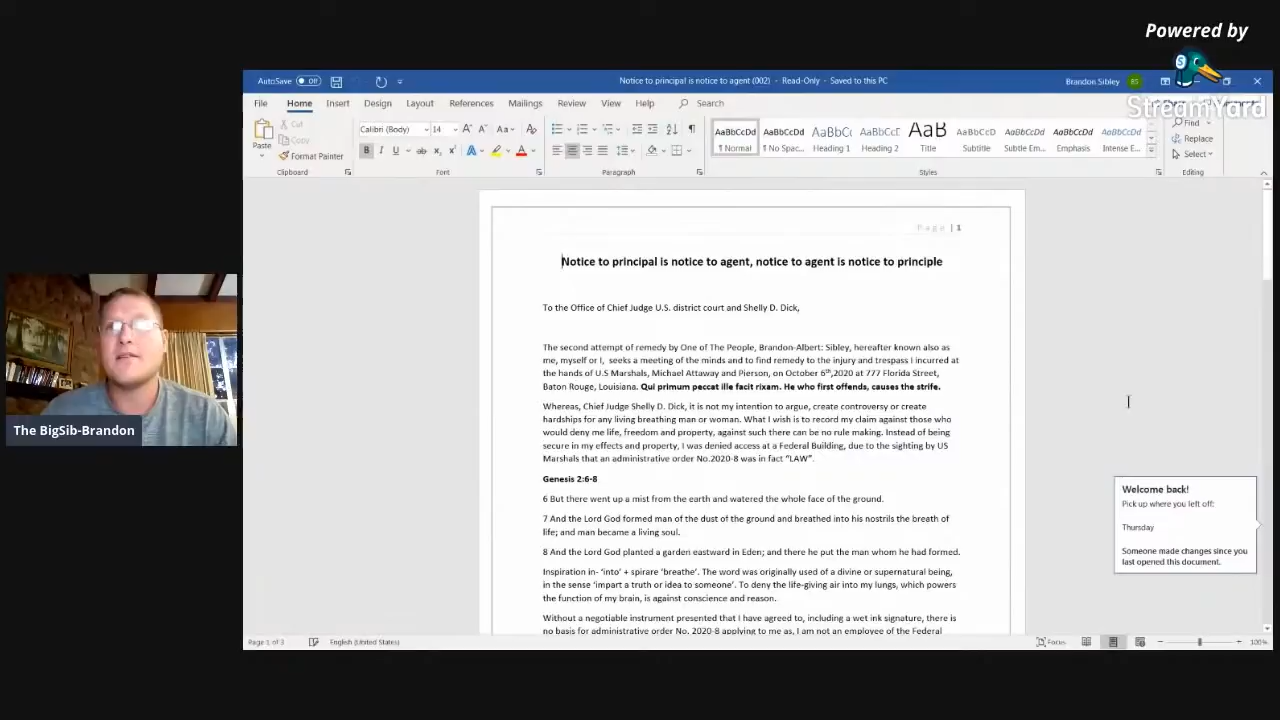 Powered by
StreamYard
AutoSave Off
Notice to principal is notice to agent (002) - Read-Only - Saved to this PC
Brandon Sibley BS
File Home Insert Design Layout References Mailings Review View Help Search
Paste
Cut
Copy
Format Painter
Calibri (Body) 14
AaBbCcDd AaBbCcDd AaBbCc AaBbCcD AaB AaBbCcD AaBbCcDd AaBbCcDd AaBbCcDd
¶ Normal ¶ No Spac... Heading 1 Heading 2 Title Subtitle Subtle Em... Emphasis Intense E...
Find
Replace
Select
Clipboard Font Paragraph Styles Editing
Page | 1
Notice to principal is notice to agent, notice to agent is notice to principle
To the Office of Chief Judge U.S. district court and Shelly D. Dick,
The second attempt of remedy by One of The People, Brandon-Albert: Sibley, hereafter known also as
me, myself or I, seeks a meeting of the minds and to find remedy to the injury and trespass I incurred at
the hands of U.S Marshals, Michael Attaway and Pierson, on October 6th,2020 at 777 Florida Street,
Baton Rouge, Louisiana. Qui primum peccat ille facit rixam. He who first offends, causes the strife.
Whereas, Chief Judge Shelly D. Dick, it is not my intention to argue, create controversy or create
hardships for any living breathing man or woman. What I wish is to record my claim against those who
would deny me life, freedom and property, against such there can be no rule making. Instead of being
secure in my effects and property, I was denied access at a Federal Building, due to the sighting by US
Marshals that an administrative order No.2020-8 was in fact “LAW”.
Genesis 2:6-8
6 But there went up a mist from the earth and watered the whole face of the ground.
7 And the Lord God formed man of the dust of the ground and breathed into his nostrils the breath of
life; and man became a living soul.
8 And the Lord God planted a garden eastward in Eden; and there he put the man whom he had formed.
Inspiration in- ‘into’ + spirare ‘breathe’. The word was originally used of a divine or supernatural being,
in the sense ‘impart a truth or idea to someone’. To deny the life-giving air into my lungs, which powers
the function of my brain, is against conscience and reason.
Without a negotiable instrument presented that I have agreed to, including a wet ink signature, there is
no basis for administrative order No. 2020-8 applying to me as, I am not an employee of the Federal
Welcome back!
Pick up where you left off:
Thursday
Someone made changes since you
last opened this document.
The BigSib-Brandon
Page 1 of 3 English (United States) Focus 100%